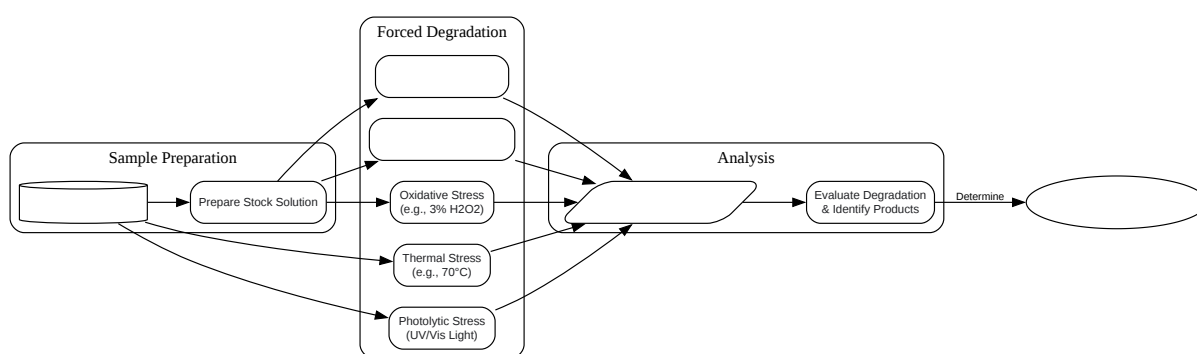 Forced Degradation
Sample Preparation
Analysis
Prepare Stock Solution
Oxidative Stress
(e.g., 3% H2O2)
Evaluate Degradation
& Identify Products
Determine
Thermal Stress
(e.g., 70°C)
Photolytic Stress
(UV/Vis Light)